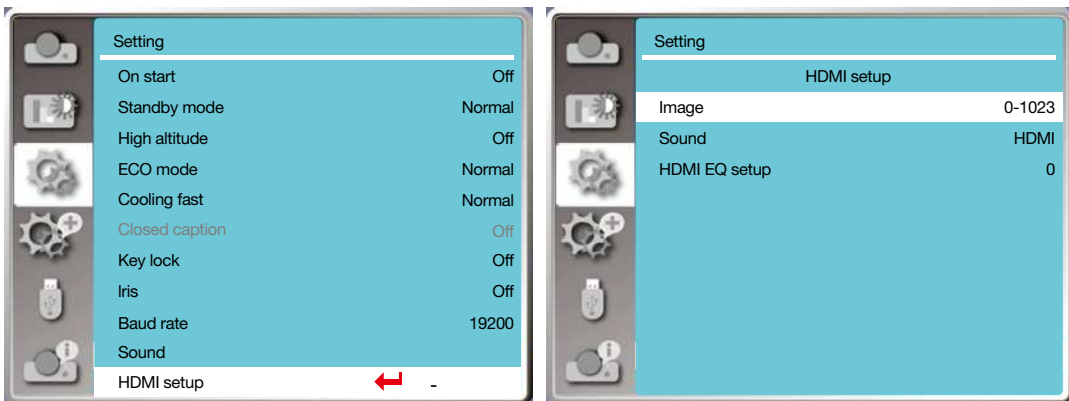 Setting
On start Off
Standby mode Normal
High altitude Off
ECO mode Normal
Cooling fast Normal
Closed caption Off
Key lock Off
Iris Off
Baud rate 19200
Sound
HDMI setup -
Setting
HDMI setup
Image 0-1023
Sound HDMI
HDMI EQ setup 0